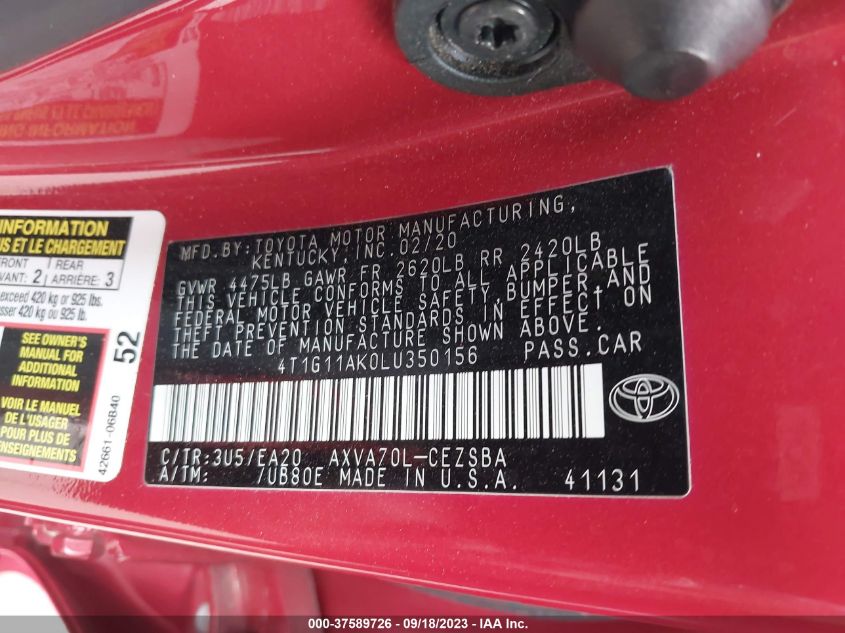 MFD. BY: TOYOTA MOTOR MANUFACTURING,
KENTUCKY, INC. 02/20
GVWR 4475LB GAWR FR 2620LB RR 2420LB
THIS VEHICLE CONFORMS TO ALL APPLICABLE
FEDERAL MOTOR VEHICLE SAFETY, BUMPER, AND
THEFT PREVENTION STANDARDS IN EFFECT ON
THE DATE OF MANUFACTURE SHOWN ABOVE.
4T1G11AK0LU350156 PASS.CAR
C/TR:3U5/EA20 AXVA70L-CEZSBA
A/TM: /UB80E MADE IN U.S.A. 41131
INFORMATION
US ET LE CHARGEMENT
FRONT REAR
VANT: 2 ARRIÈRE: 3
exceed 420 kg or 925 lbs.
sser 420 kg ou 925 lb.
SEE OWNER'S
MANUAL FOR
ADDITIONAL
INFORMATION
VOIR LE MANUEL
DE L'USAGER
POUR PLUS DE
RENSEIGNEMENTS
52
42661-06B40
000-37589726 - 09/18/2023 - IAAI.com